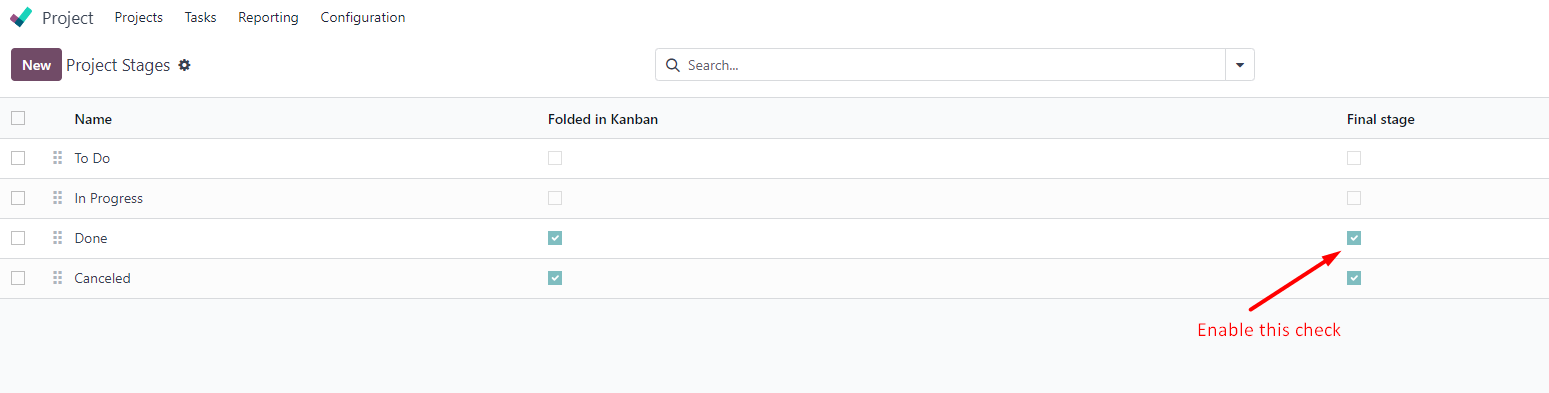 Project Projects Tasks Reporting Configuration
New Project Stages Search...
Name Folded in Kanban Final stage
To Do
In Progress
Done
Canceled
Enable this check